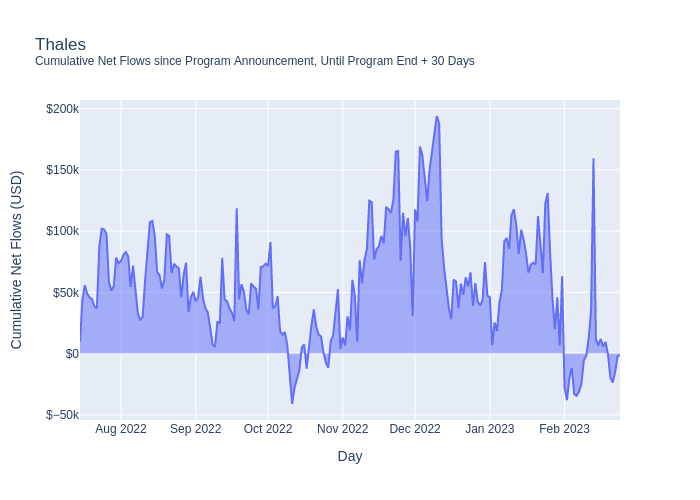 Thales
Cumulative Net Flows since Program Announcement, Until Program End + 30 Days
Cumulative Net Flows (USD)
$200k
$150k
$100k
$50k
$0
$−50k
Aug 2022
Sep 2022
Oct 2022
Nov 2022
Dec 2022
Jan 2023
Feb 2023
Day